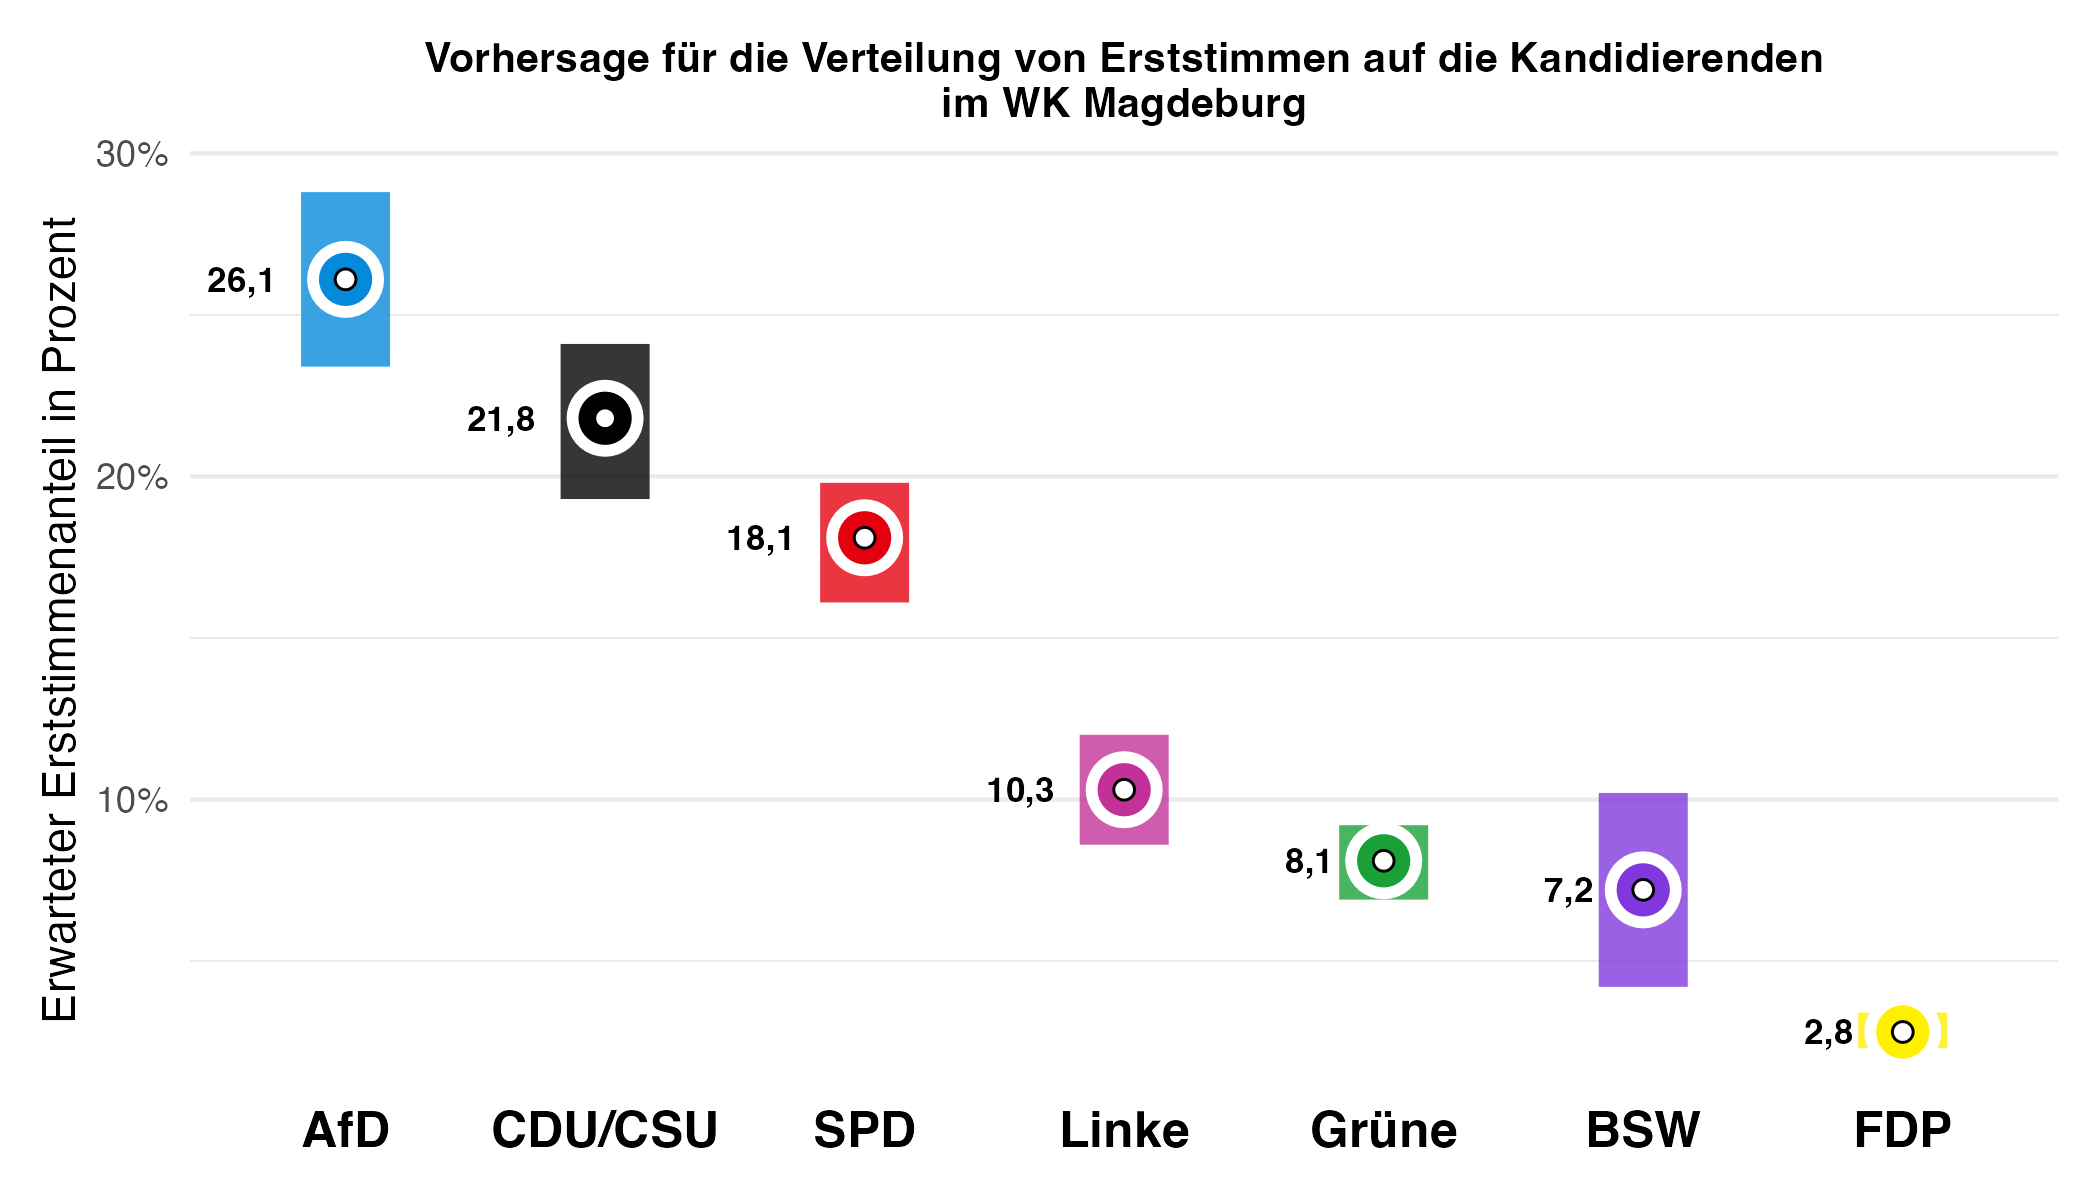 Vorhersage für die Verteilung von Erststimmen auf die Kandidierenden
im WK Magdeburg
Erwarteter Erststimmenanteil in Prozent
30%
20%
10%
26,1
21,8
18,1
10,3
8,1
7,2
2,8
AfD
CDU/CSU
SPD
Linke
Grüne
BSW
FDP